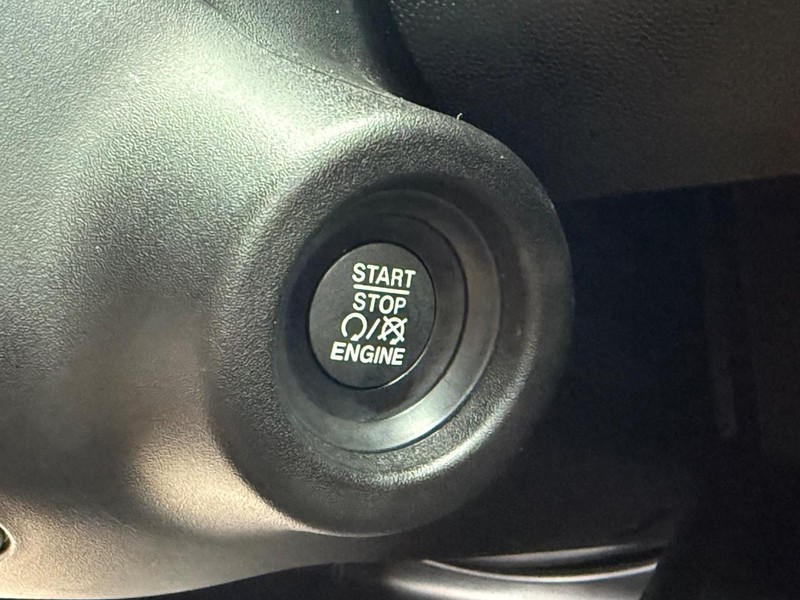 START
STOP
/
ENGINE